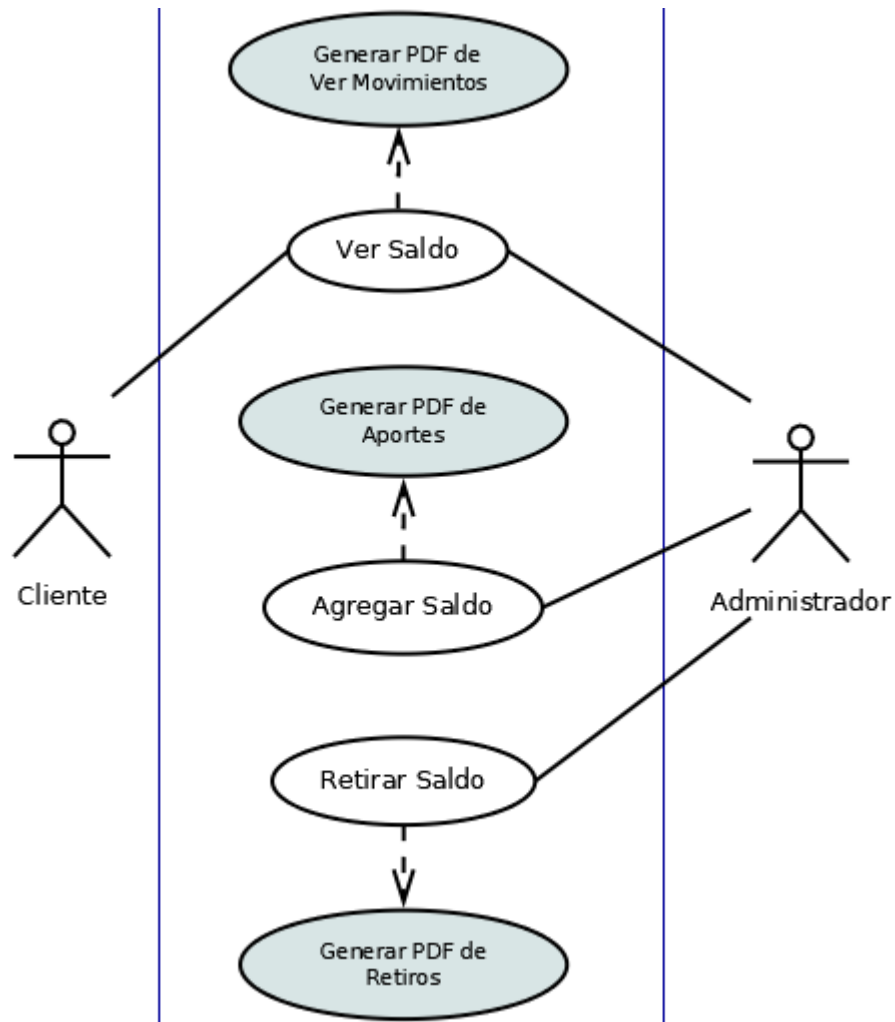 Generar PDF de
Ver Movimientos
Ver Saldo
Generar PDF de
Aportes
Cliente
Agregar Saldo
Administrador
Retirar Saldo
Generar PDF de
Retiros